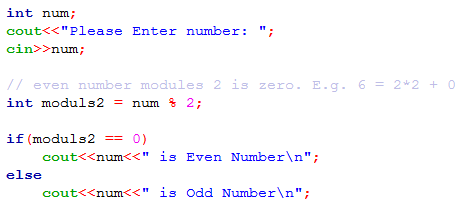 int num;
cout<<"Please Enter number: ";
cin>>num;
// even number modules 2 is zero. E.g. 6 = 2*2 + 0
int moduls2 = num % 2;
if(moduls2 == 0)
cout<<num<<" is Even Number\n";
else
cout<<num<<" is Odd Number\n";